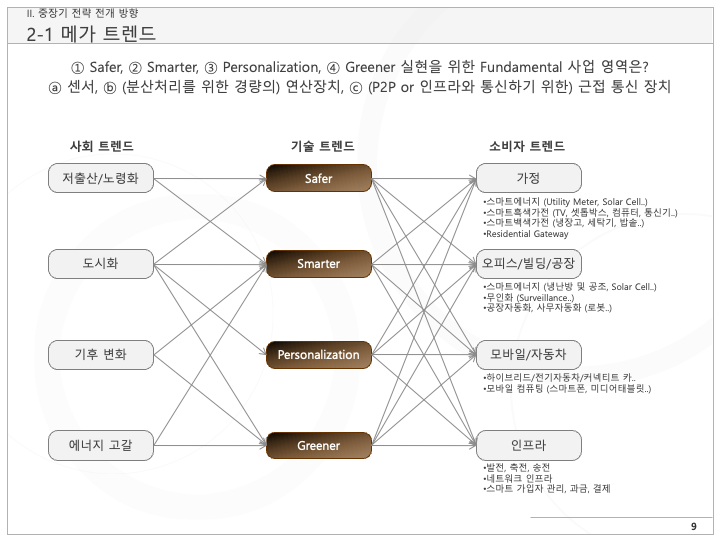 II. 중장기 전략 전개 방향
2-1 메가 트렌드
① Safer, ② Smarter, ③ Personalization, ④ Greener 실현을 위한 Fundamental 사업 영역은?
ⓐ 센서, ⓑ (분산처리를 위한 경량의) 연산장치, ⓒ (P2P or 인프라와 통신하기 위한) 근접 통신 장치
사회 트렌드
기술 트렌드
소비자 트렌드
저출산/노령화
Safer
가정
•스마트에너지 (Utility Meter, Solar Cell..)
•스마트흑색가전 (TV, 셋톱박스, 컴퓨터, 통신기..)
•스마트백색가전 (냉장고, 세탁기, 밥솥..)
•Residential Gateway
도시화
Smarter
오피스/빌딩/공장
•스마트에너지 (냉난방 및 공조, Solar Cell..)
•무인화 (Surveillance..)
•공장자동화, 사무자동화 (로봇..)
기후 변화
Personalization
모바일/자동차
•하이브리드/전기자동차/커넥티트 카..
•모바일 컴퓨팅 (스마트폰, 미디어태블릿..)
에너지 고갈
Greener
인프라
•발전, 축전, 송전
•네트워크 인프라
•스마트 가입자 관리, 과금, 결제
9